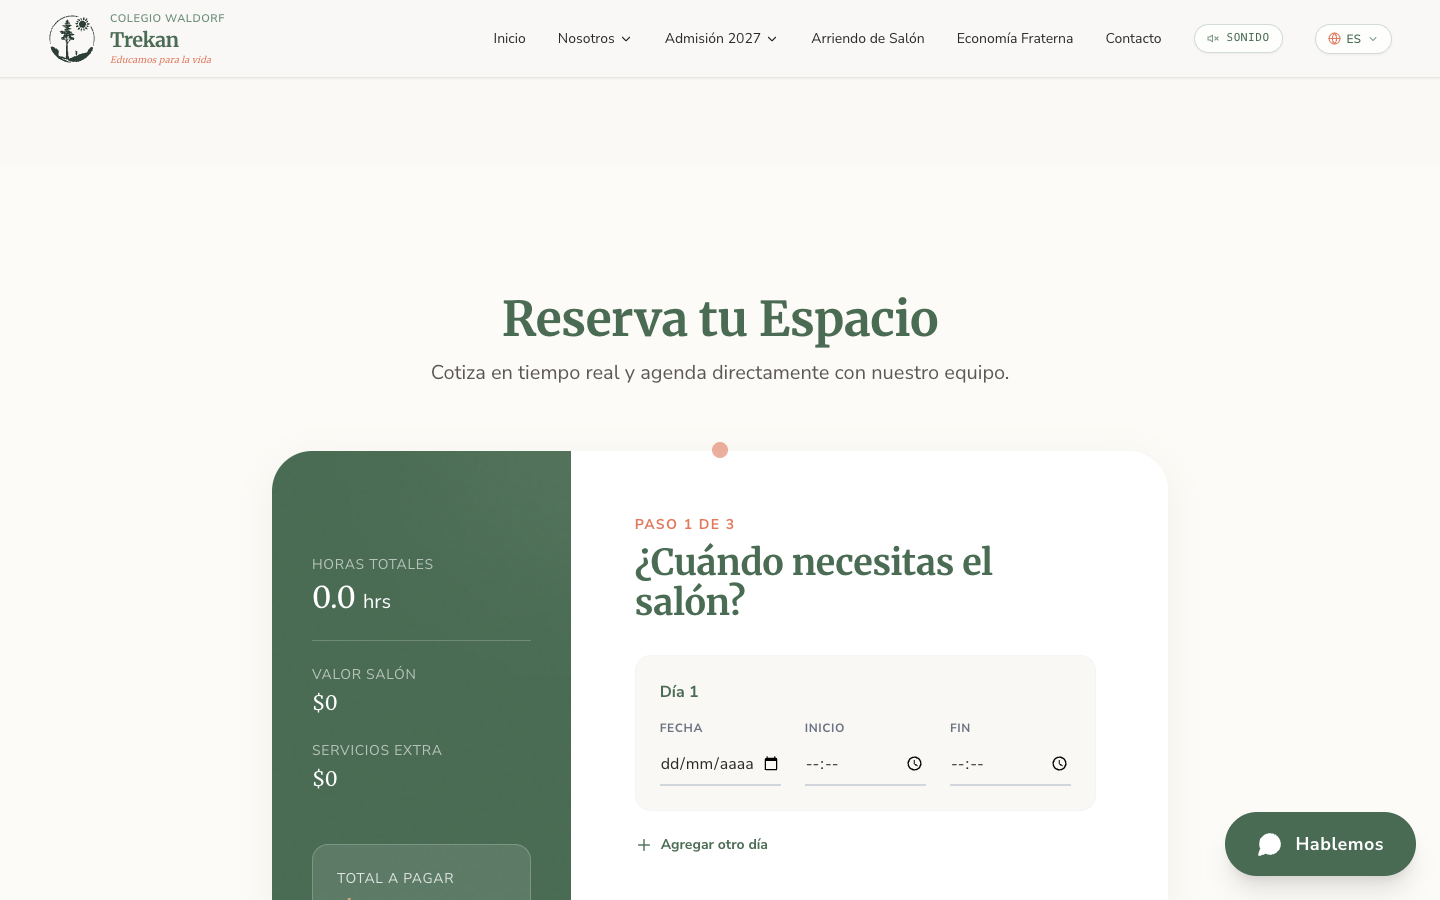 COLEGIO WALDORF
Trekan
Educamos para la vida
Inicio
Nosotros
Admisión 2027
Arriendo de Salón
Economía Fraterna
Contacto
SONIDO
ES
Reserva tu Espacio
Cotiza en tiempo real y agenda directamente con nuestro equipo.
HORAS TOTALES
0.0 hrs
VALOR SALÓN
$0
SERVICIOS EXTRA
$0
TOTAL A PAGAR
PASO 1 DE 3
¿Cuándo necesitas el
salón?
Día 1
FECHA
INICIO
FIN
dd/mm/aaaa
--:--
--:--
Agregar otro día
Hablemos